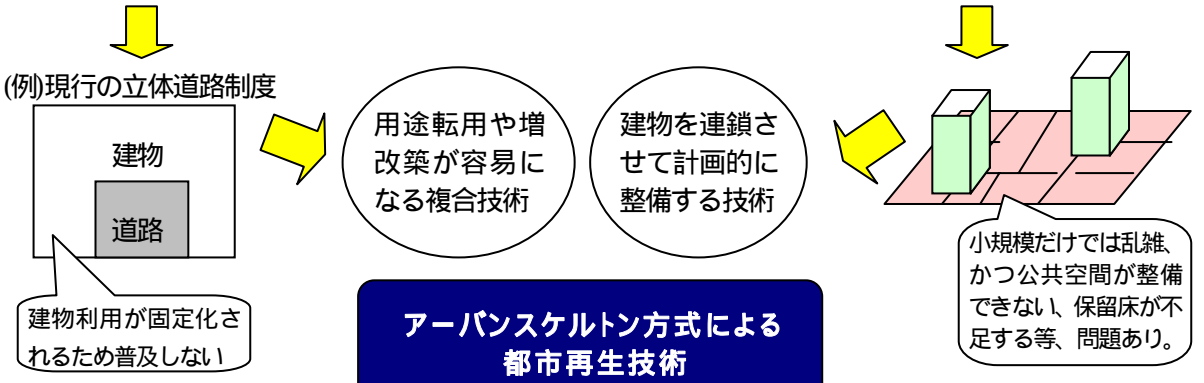 (例)現行の立体道路制度
建物
道路
建物利用が固定化さ
れるため普及しない
用途転用や増
改築が容易に
なる複合技術
建物を連鎖さ
せて計画的に
整備する技術
小規模だけでは乱雑、
かつ公共空間が整備
できない、保留床が不
足する等、問題あり。
アーバンスケルトン方式による
都市再生技術